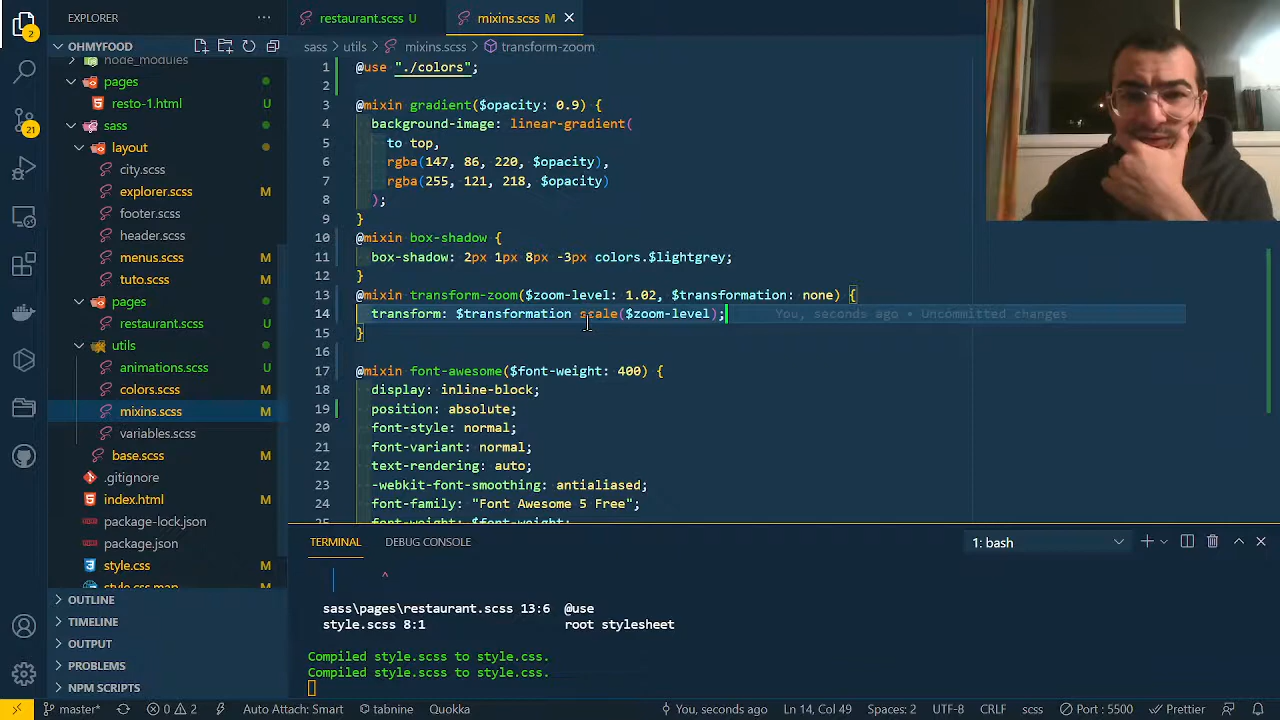 EXPLORER
restaurant.scss U
mixins.scss M
OHMYFOOD
sass utils mixins.scss transform-zoom
node_modules
pages
resto-1.html U
sass
layout
city.scss
explorer.scss M
footer.scss
header.scss
menus.scss M
tuto.scss M
pages
restaurant.scss U
utils
animations.scss U
colors.scss M
mixins.scss M
variables.scss
base.scss M
.gitignore
index.html M
package-lock.json
package.json
style.css M
style.css.map M
OUTLINE
TIMELINE
OUTPUT
PROBLEMS
NPM SCRIPTS
1 @use "./colors";
2
3 @mixin gradient($opacity: 0.9) {
4 background-image: linear-gradient(
5 to top,
6 rgba(147, 86, 220, $opacity),
7 rgba(255, 121, 218, $opacity)
8 );
9 }
10 @mixin box-shadow {
11 box-shadow: 2px 1px 8px -3px colors.$lightgrey;
12 }
13 @mixin transform-zoom($zoom-level: 1.02, $transformation: none) {
14 transform: $transformation scale($zoom-level); You, seconds ago • Uncommitted changes
15 }
16
17 @mixin font-awesome($font-weight: 400) {
18 display: inline-block;
19 position: absolute;
20 font-style: normal;
21 font-variant: normal;
22 text-rendering: auto;
23 -webkit-font-smoothing: antialiased;
24 font-family: "Font Awesome 5 Free";
25 font-weight: $font-weight;
TERMINAL DEBUG CONSOLE 1: bash
^
sass\pages\restaurant.scss 13:6 @use
style.scss 8:1 root stylesheet
Compiled style.scss to style.css.
Compiled style.scss to style.css.
2
21
master* 0 2 Auto Attach: Smart tabnine Quokka You, seconds ago Ln 14, Col 49 Spaces: 2 UTF-8 CRLF scss Port : 5500 Prettier